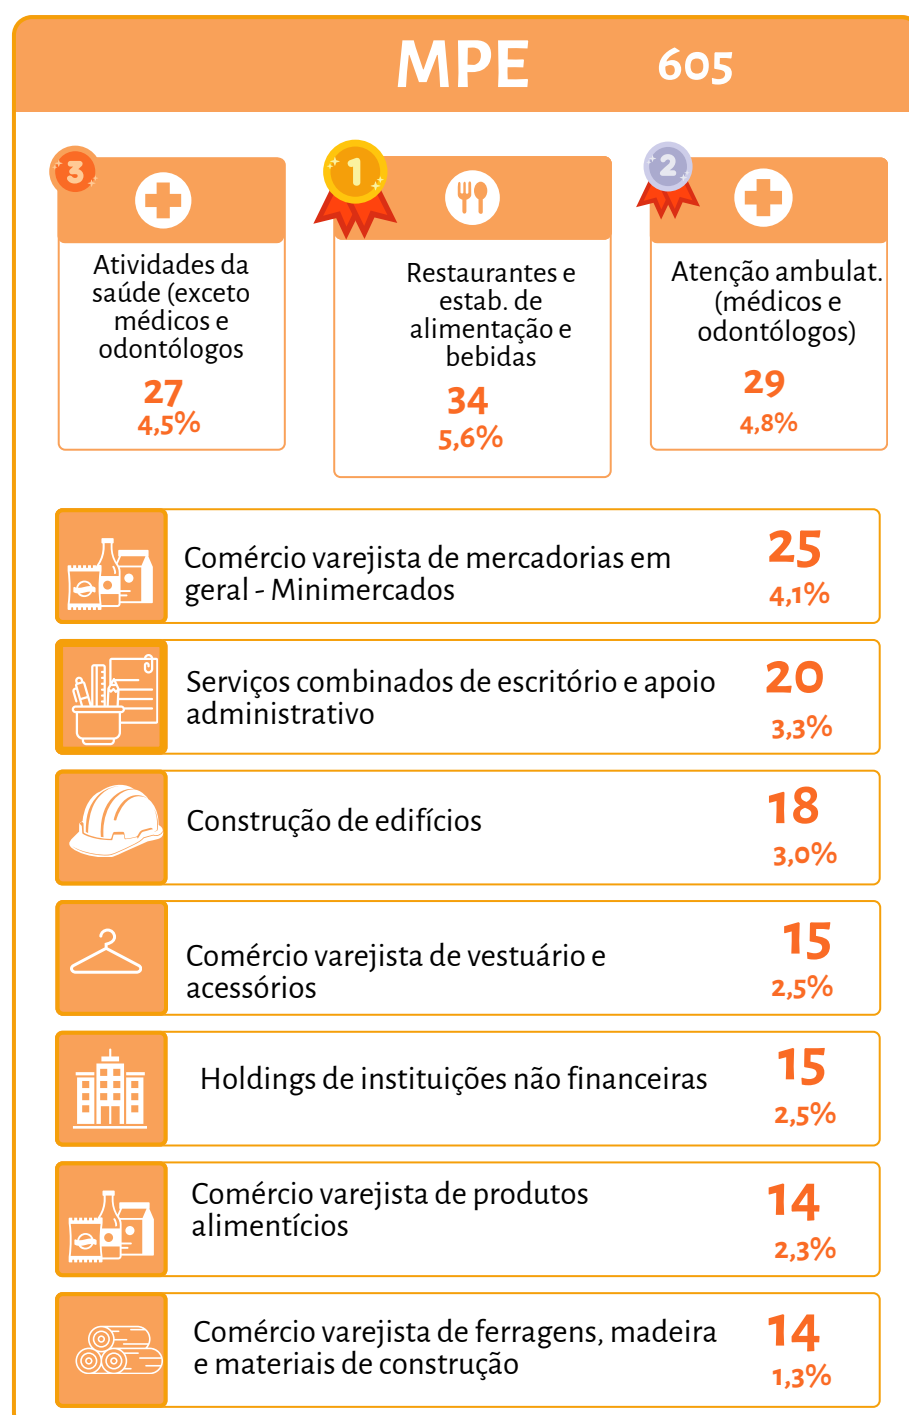 MPE 605
3
Atividades da
saúde (exceto
médicos e
odontólogos
27
4,5%
1
Restaurantes e
estab. de
alimentação e
bebidas
34
5,6%
2
Atenção ambulat.
(médicos e
odontólogos)
29
4,8%
Comércio varejista de mercadorias em
geral - Minimercados
25
4,1%
Serviços combinados de escritório e apoio
administrativo
20
3,3%
Construção de edifícios
18
3,0%
Comércio varejista de vestuário e
acessórios
15
2,5%
Holdings de instituições não financeiras
15
2,5%
Comércio varejista de produtos
alimentícios
14
2,3%
Comércio varejista de ferragens, madeira
e materiais de construção
14
1,3%